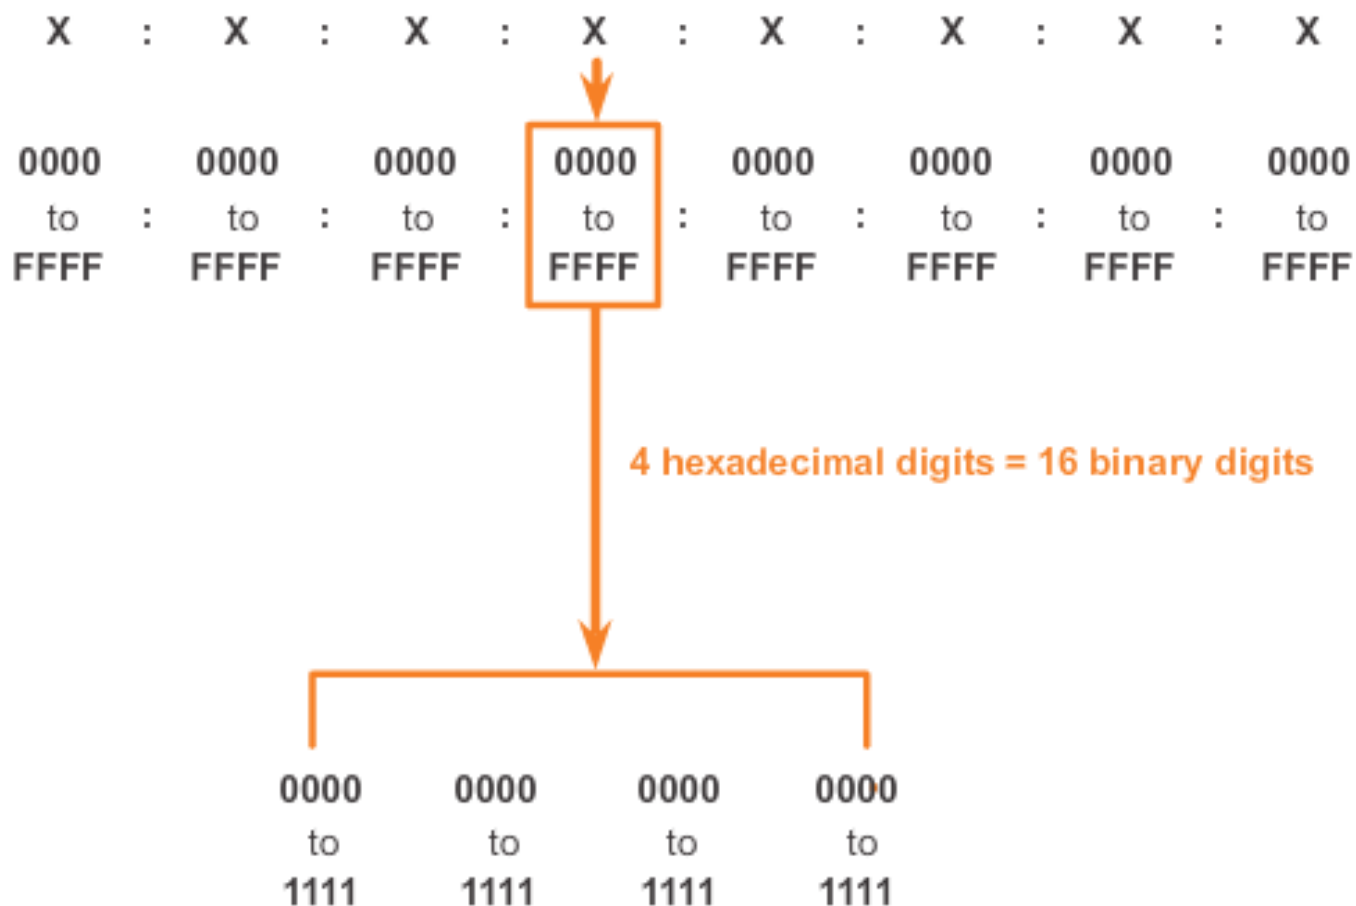 X : X : X : X : X : X : X : X
0000 0000 0000 0000 0000 0000 0000 0000
to : to : to : to : to : to : to : to
FFFF FFFF FFFF FFFF FFFF FFFF FFFF FFFF
4 hexadecimal digits = 16 binary digits
0000 0000 0000 0000
to to to to
1111 1111 1111 1111